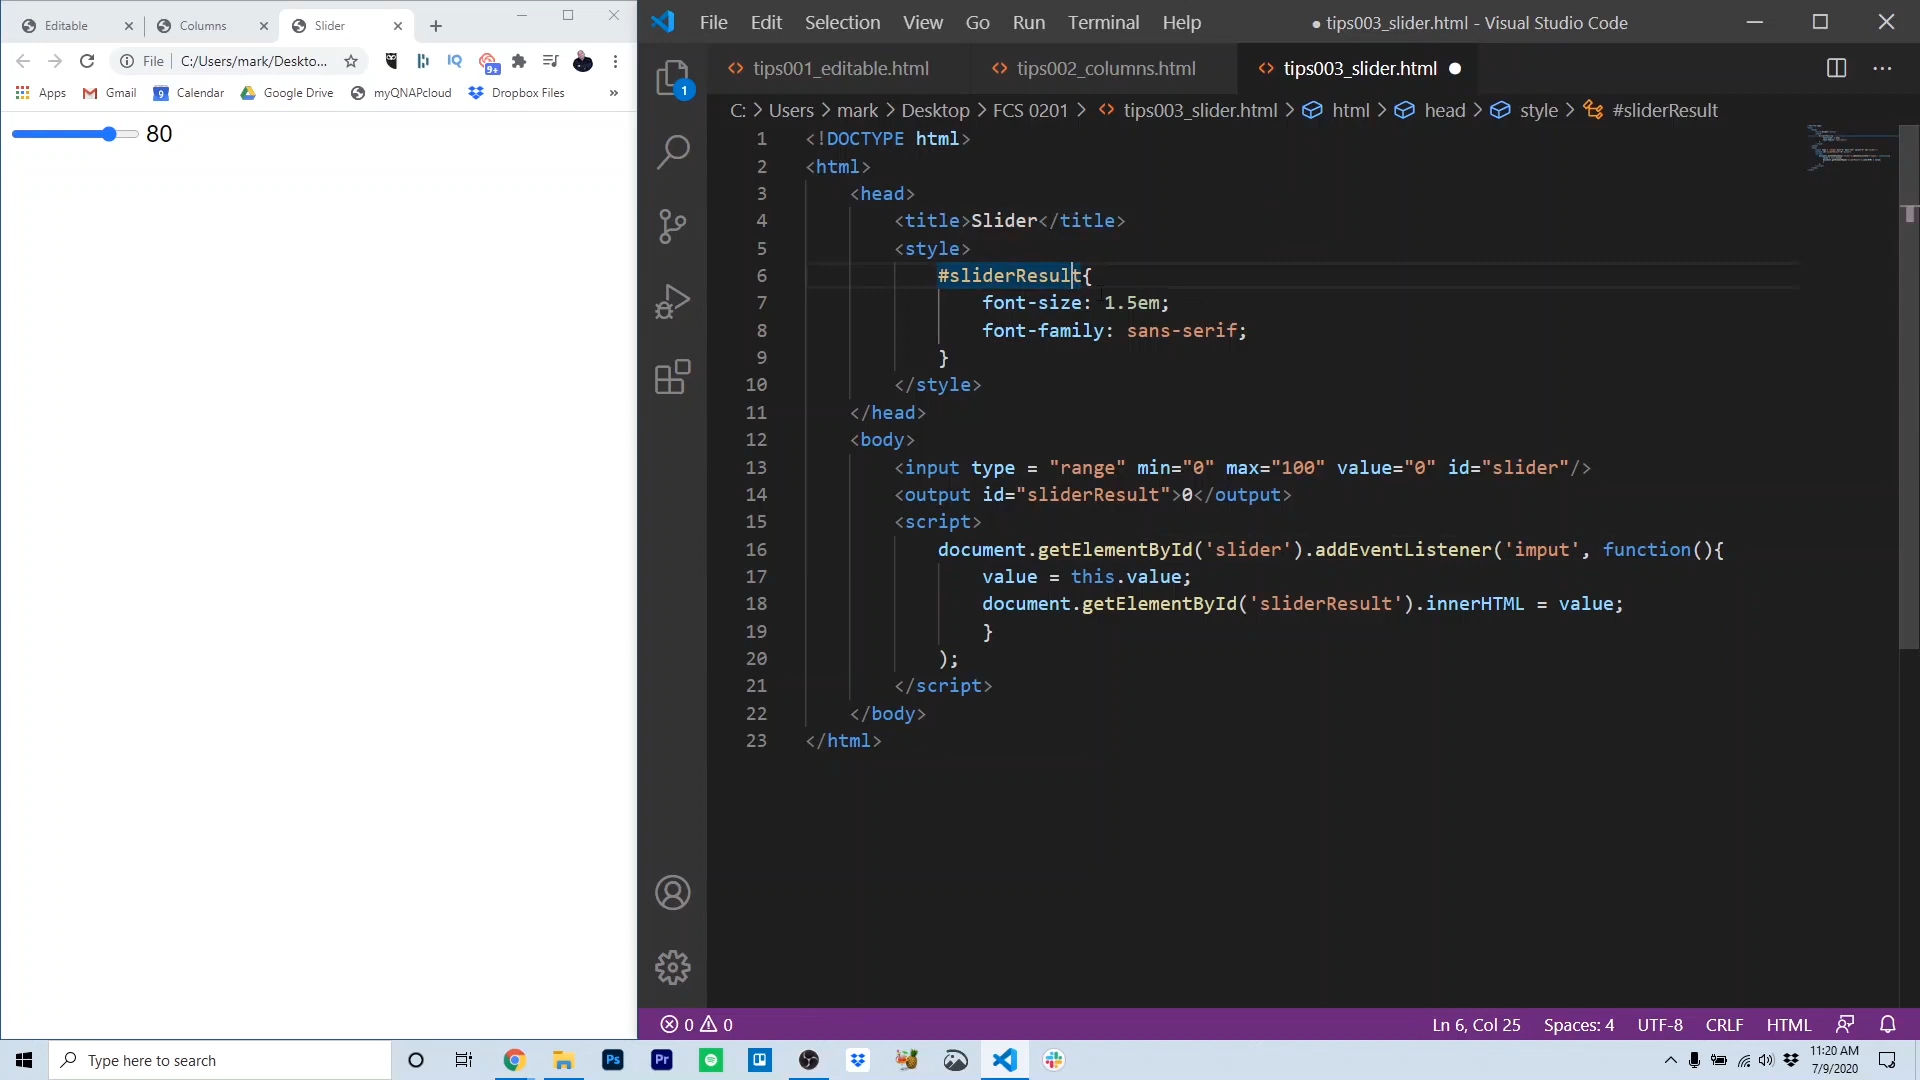 Editable
Columns
Slider
File
C:/Users/mark/Deskto...
9+
Apps
Gmail
9
Calendar
Google Drive
myQNAPcloud
Dropbox Files
»
80
File Edit Selection View Go Run Terminal Help
● tips003_slider.html - Visual Studio Code
1
tips001_editable.html
tips002_columns.html
tips003_slider.html
C: > Users > mark > Desktop > FCS 0201 > tips003_slider.html > html > head > style > #sliderResult
1 <!DOCTYPE html>
2 <html>
3 <head>
4 <title>Slider</title>
5 <style>
6 #sliderResult{
7 font-size: 1.5em;
8 font-family: sans-serif;
9 }
10 </style>
11 </head>
12 <body>
13 <input type = "range" min="0" max="100" value="0" id="slider"/>
14 <output id="sliderResult">0</output>
15 <script>
16 document.getElementById('slider').addEventListener('imput', function(){
17 value = this.value;
18 document.getElementById('sliderResult').innerHTML = value;
19 }
20 );
21 </script>
22 </body>
23 </html>
0 0
Ln 6, Col 25
Spaces: 4
UTF-8
CRLF
HTML
Type here to search
Ps
Pr
11:20 AM
7/9/2020